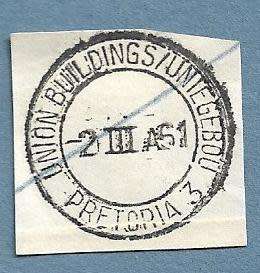 UNION BUILDINGS/UNIEGEBOU
-2 III A 51
PRETORIA 3